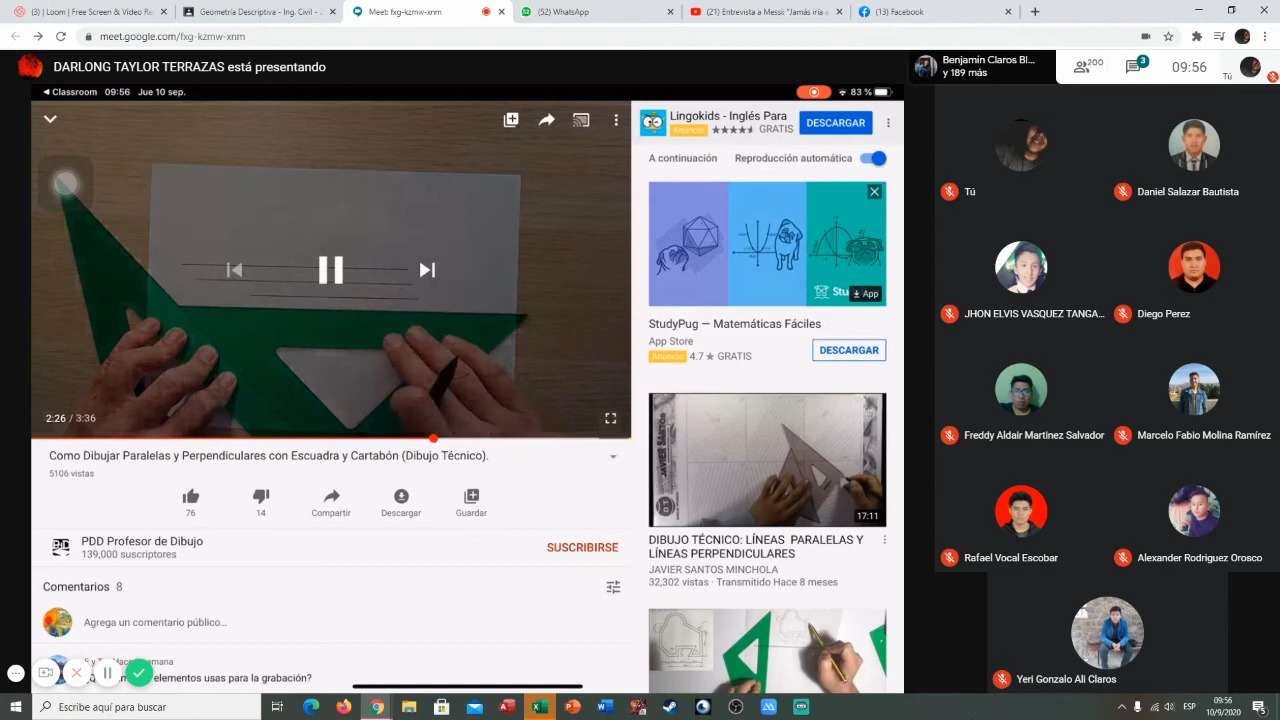 (1) Loom | Free Screen & Video Re
Geometría Descriptiva - Ing. Civil -
Meet: fxg-kzmw-xnm
(52) WhatsApp
(21) Entrevista a Messi "Jamás iría a
(13) Facebook
meet.google.com/fxg-kzmw-xnm
DARLONG TAYLOR TERRAZAS está presentando
Benjamín Claros Bl...
y 189 más
200
3
09:56
Tú
Classroom 09:56 Jue 10 sep.
83 %
Lingokids - Inglés Para
Anuncio GRATIS
DESCARGAR
A continuación Reproducción automática
App
StudyPug — Matemáticas Fáciles
App Store
Anuncio 4.7 ★ GRATIS
DESCARGAR
2:26 / 3:36
Como Dibujar Paralelas y Perpendiculares con Escuadra y Cartabón (Dibujo Técnico).
5106 vistas
76
14
Compartir
Descargar
Guardar
PDD Profesor de Dibujo
139,000 suscriptores
SUSCRIBIRSE
Comentarios 8
Agrega un comentario público...
elementos usas para la grabación?
17:11
DIBUJO TÉCNICO: LÍNEAS PARALELAS Y
LÍNEAS PERPENDICULARES
JAVIER SANTOS MINCHOLA
32,302 vistas · Transmitido Hace 8 meses
Tú
Daniel Salazar Bautista
JHON ELVIS VASQUEZ TANGA...
Diego Perez
Freddy Aldair Martinez Salvador
Marcelo Fabio Molina Ramírez
Rafael Vocal Escobar
Alexander Rodriguez Orosco
Yeri Gonzalo Ali Claros
Escribe aquí para buscar
ESP
09:56
10/9/2020